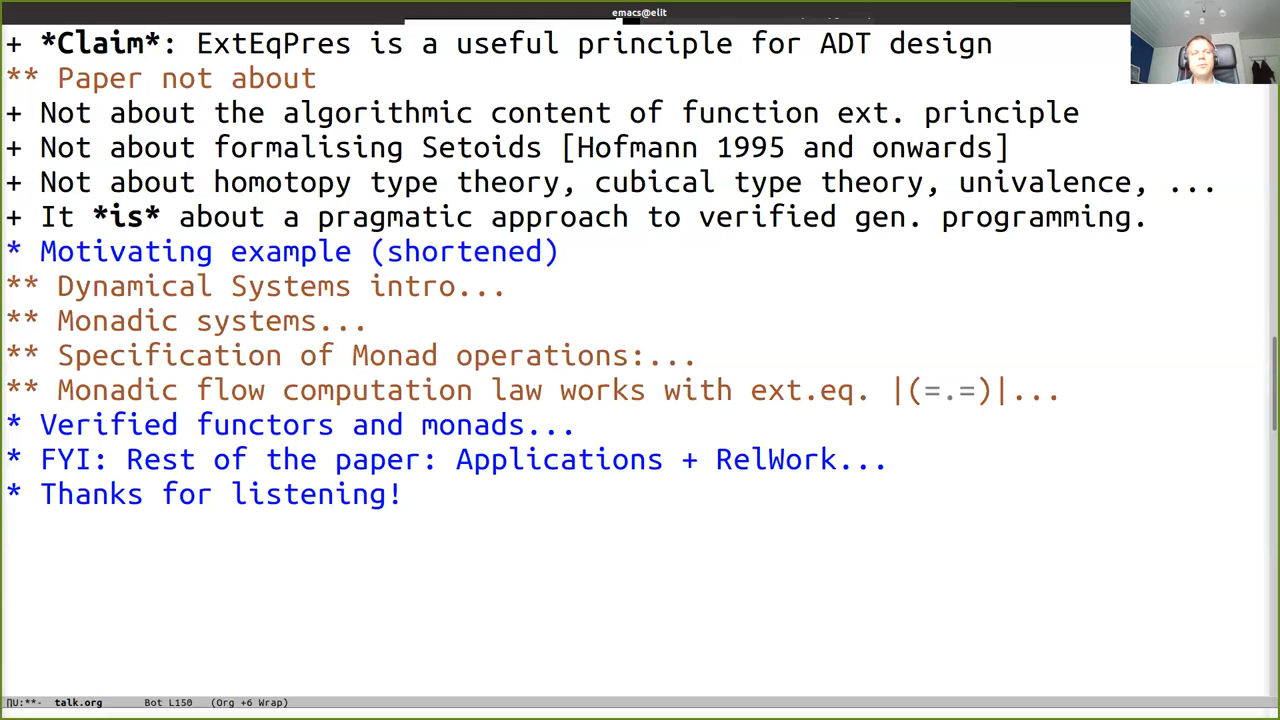 emacs@elit
+ *Claim*: ExtEqPres is a useful principle for ADT design
** Paper not about
+ Not about the algorithmic content of function ext. principle
+ Not about formalising Setoids [Hofmann 1995 and onwards]
+ Not about homotopy type theory, cubical type theory, univalence, ...
+ It *is* about a pragmatic approach to verified gen. programming.
* Motivating example (shortened)
** Dynamical Systems intro...
** Monadic systems...
** Specification of Monad operations:...
** Monadic flow computation law works with ext.eq. |(=.=)|...
* Verified functors and monads...
* FYI: Rest of the paper: Applications + RelWork...
* Thanks for listening!
U:**- talk.org Bot L150 (Org +6 Wrap)